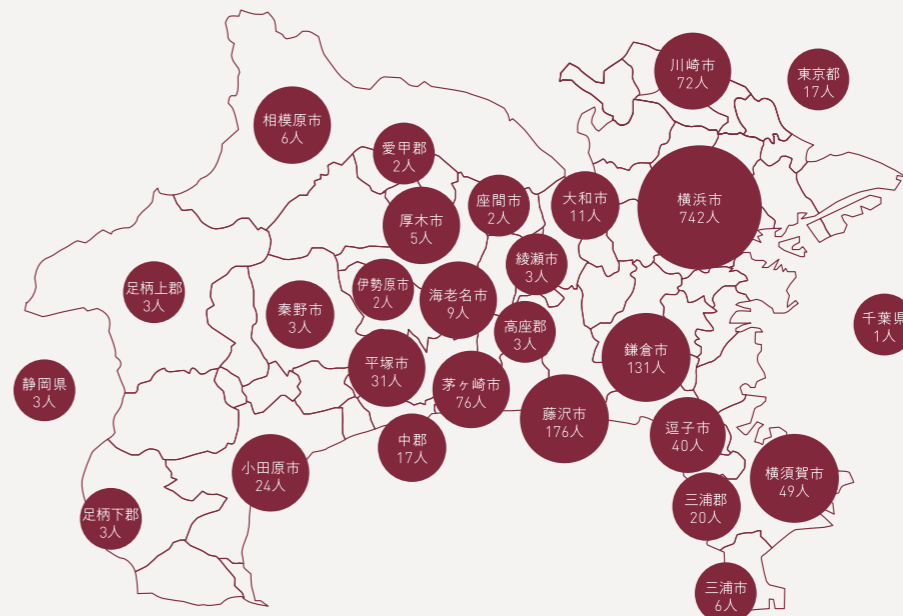 川崎市
72人
東京都
17人
相模原市
6人
愛甲郡
2人
座間市
2人
大和市
11人
横浜市
742人
厚木市
5人
綾瀬市
3人
足柄上郡
3人
伊勢原市
2人
海老名市
9人
秦野市
3人
高座郡
3人
千葉県
1人
鎌倉市
131人
平塚市
31人
静岡県
3人
茅ヶ崎市
76人
藤沢市
176人
逗子市
40人
中郡
17人
小田原市
24人
横須賀市
49人
三浦郡
20人
足柄下郡
3人
三浦市
6人